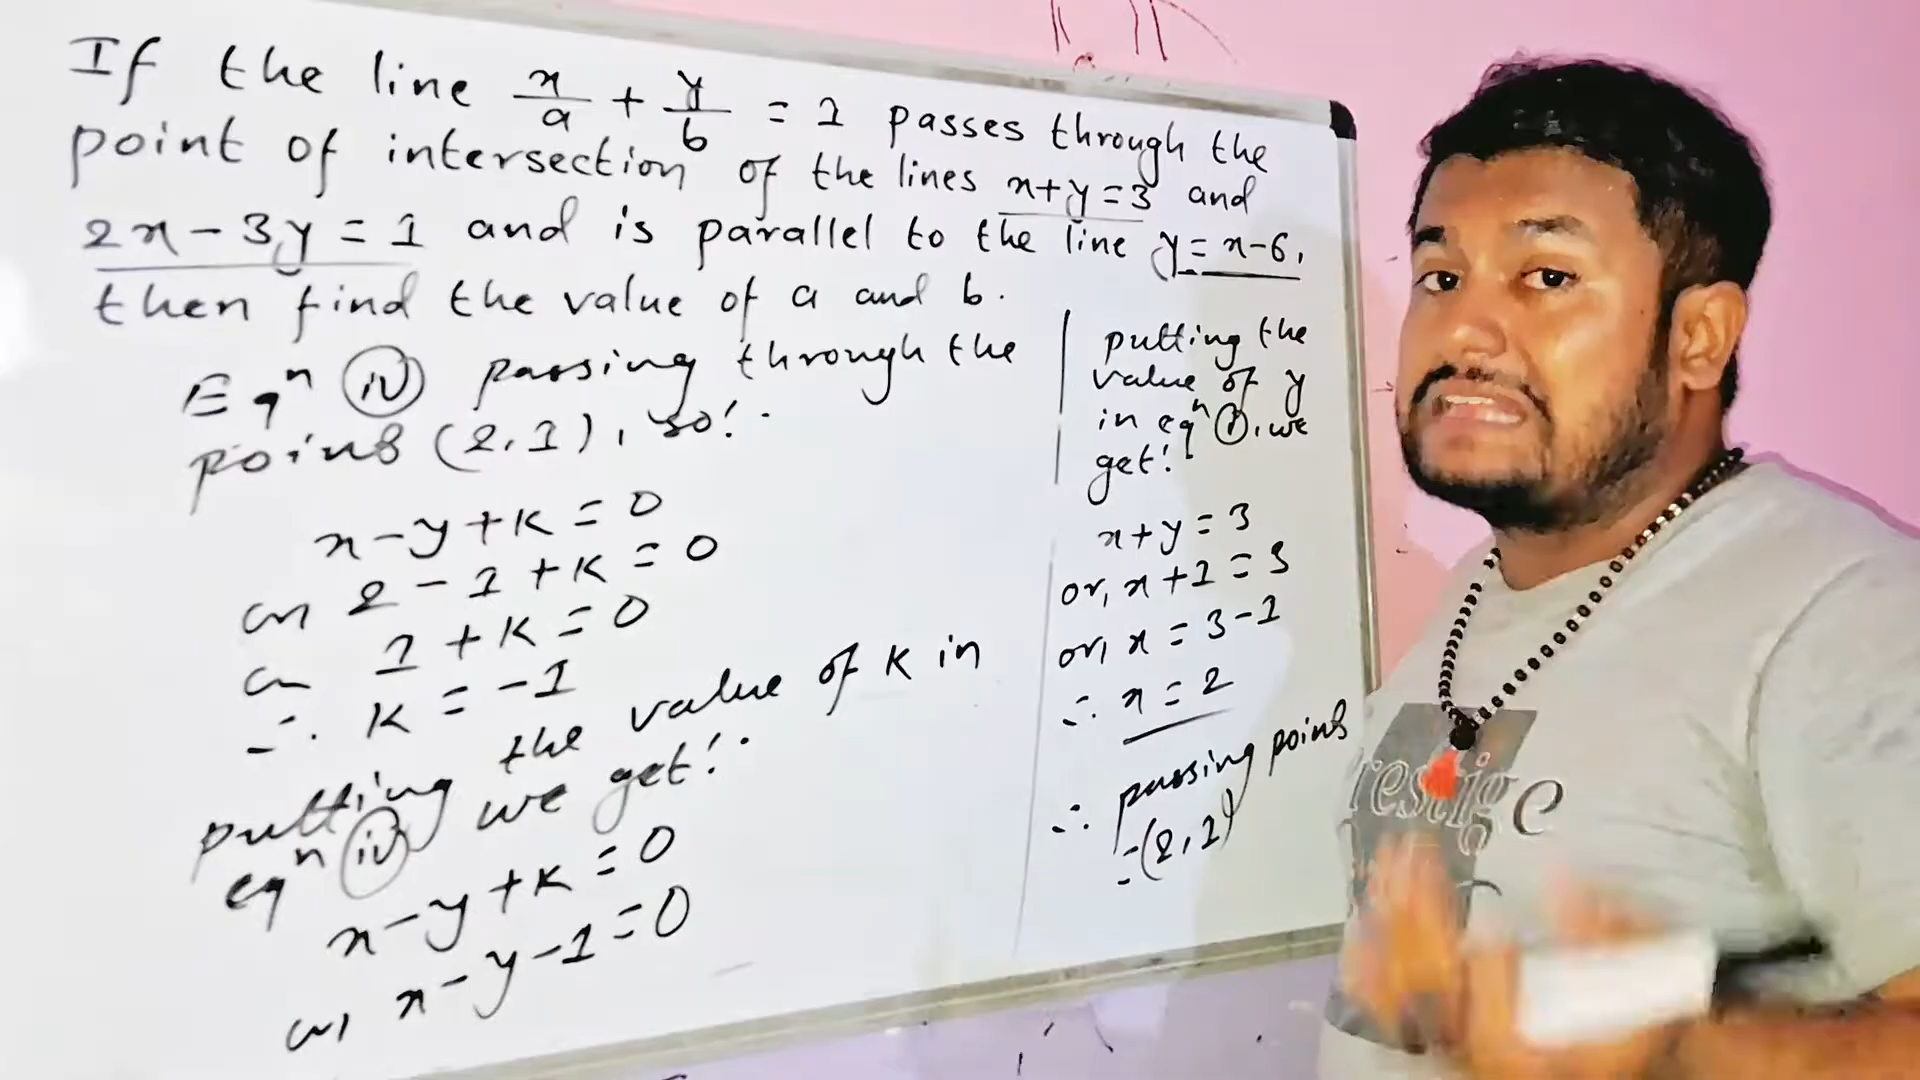 If the line x/a + y/b = 1 passes through the
point of intersection of the lines x+y=3 and
2x-3y=1 and is parallel to the line y=x-6,
then find the value of a and b.
Eqⁿ (iv) passing through the
point (2,1), so:-
x-y+K=0
or 2-1+K=0
or 1+K=0
∴ K=-1
putting the value of K in
eqⁿ (iv) we get:-
x-y+K=0
or, x-y-1=0
putting the
value of y
in eqⁿ (i), we
get:-
x+y=3
or, x+1=3
or, x=3-1
∴ x=2
∴ passing point
=(2,1)
restige